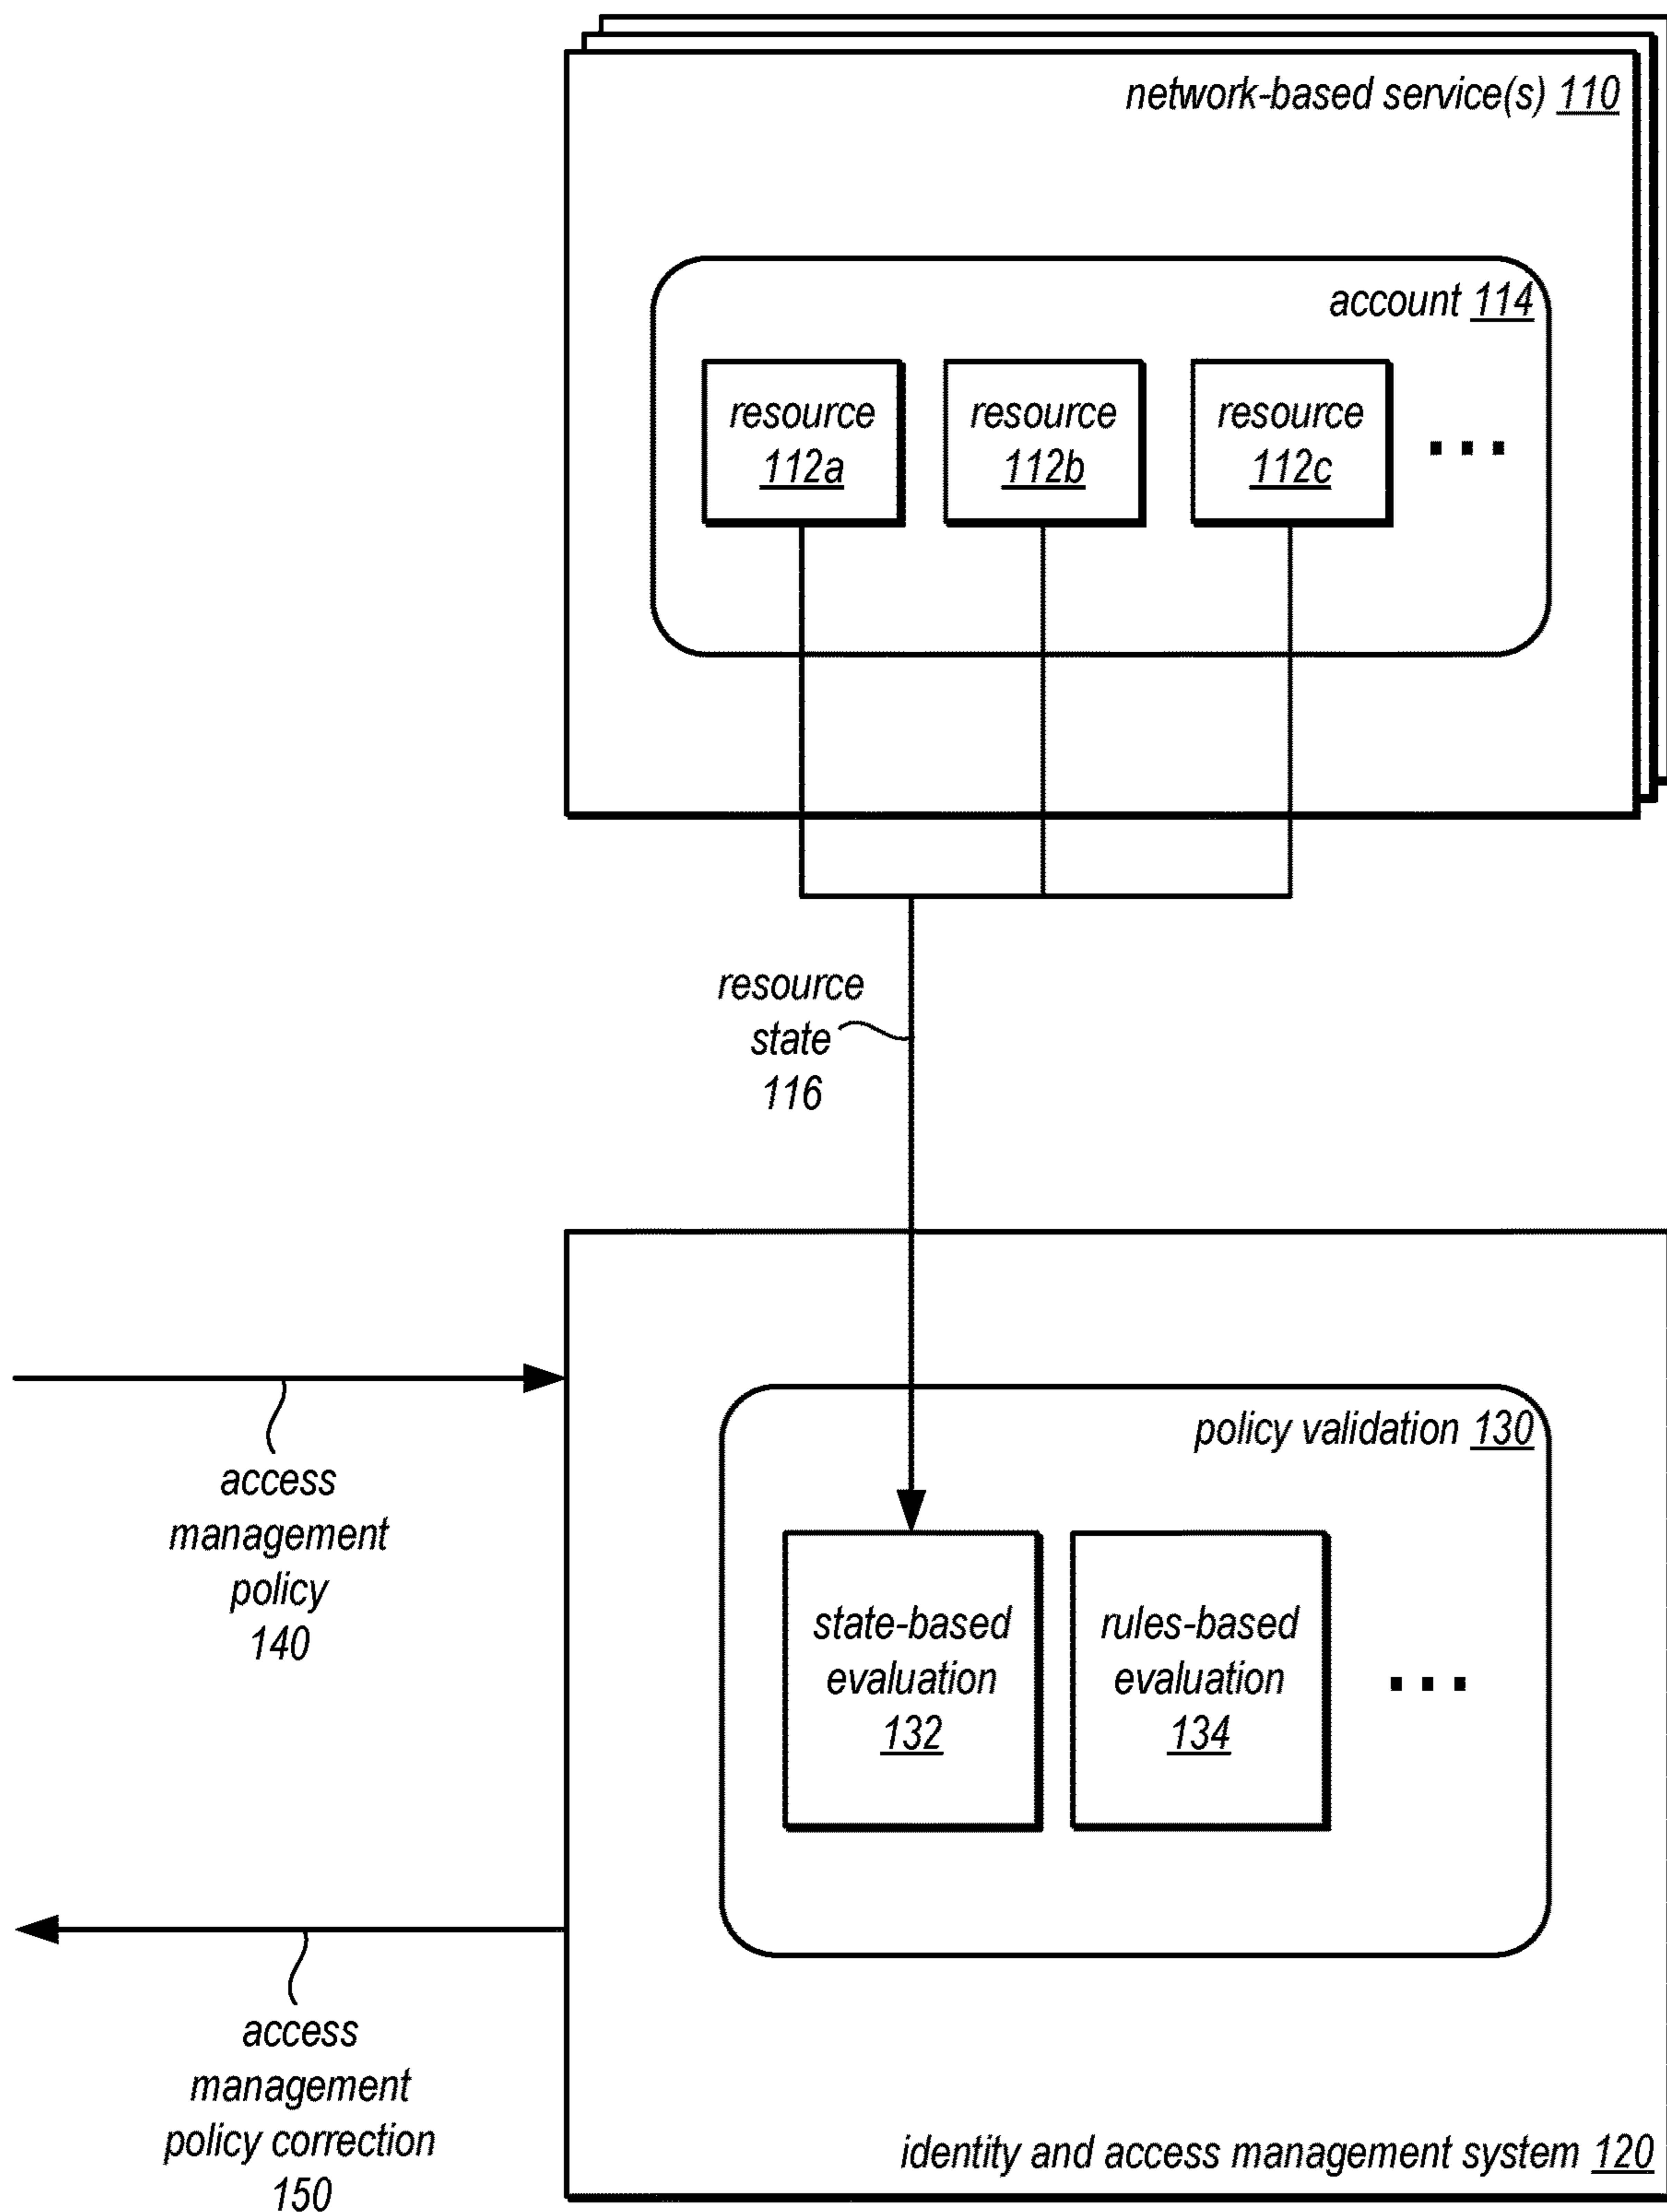 network-based service(s) 110
account 114
resource
112a
resource
112b
resource
112c
resource
state
116
access
management
policy
140
policy validation 130
state-based
evaluation
132
rules-based
evaluation
134
access
management
policy correction
150
identity and access management system 120